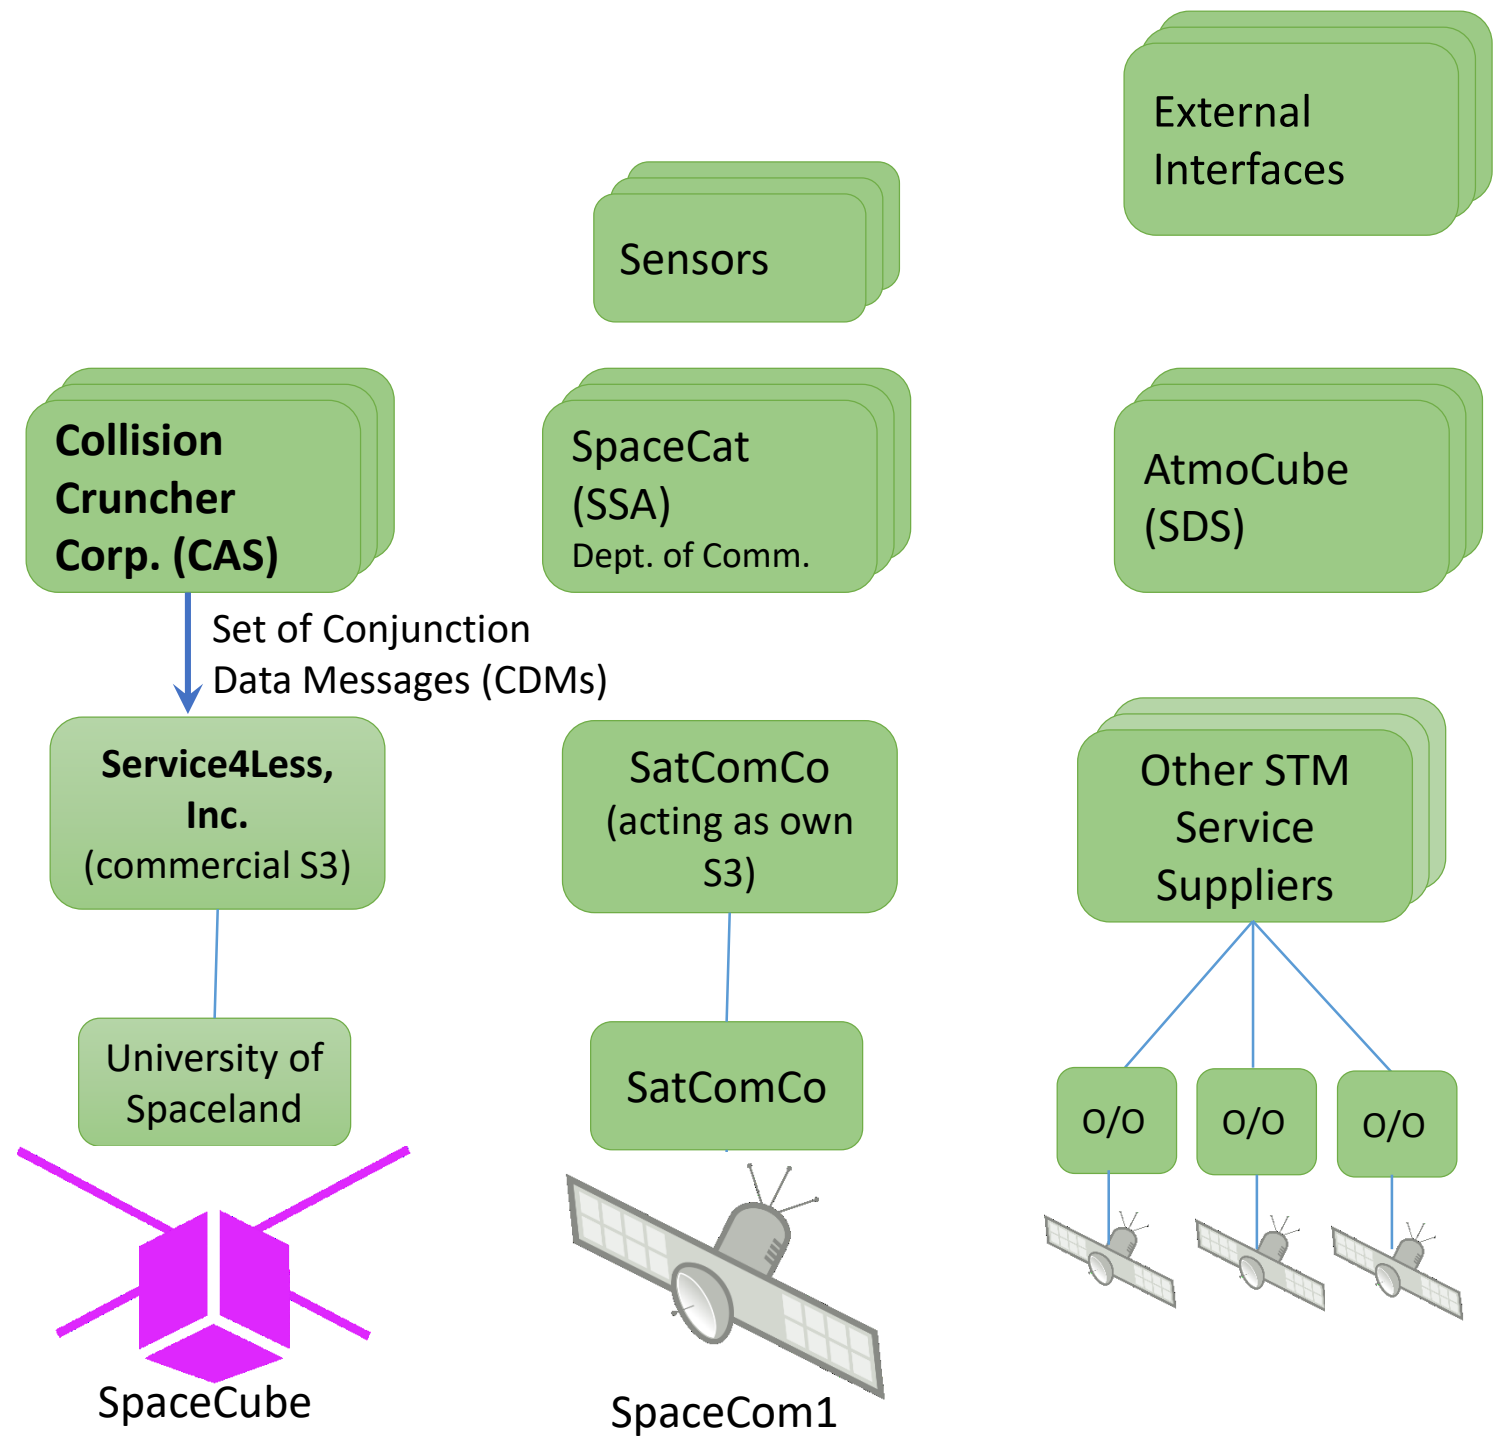 External
Interfaces
Sensors
Collision
Cruncher
Corp. (CAS)
SpaceCat
(SSA)
Dept. of Comm.
AtmoCube
(SDS)
Set of Conjunction
Data Messages (CDMs)
Service4Less,
Inc.
(commercial S3)
SatComCo
(acting as own
S3)
Other STM
Service
Suppliers
University of
Spaceland
SatComCo
O/O
O/O
O/O
SpaceCube
SpaceCom1